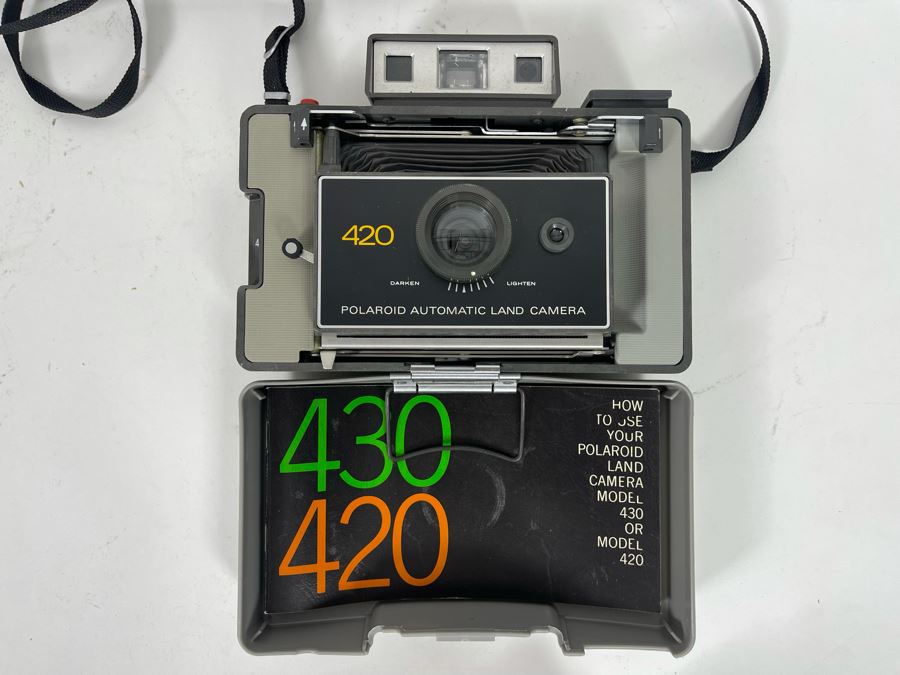 4
420
DARKEN LIGHTEN
POLAROID AUTOMATIC LAND CAMERA
430
420
HOW
TO USE
YOUR
POLAROID
LAND
CAMERA
MODEL
430
OR
MODEL
420